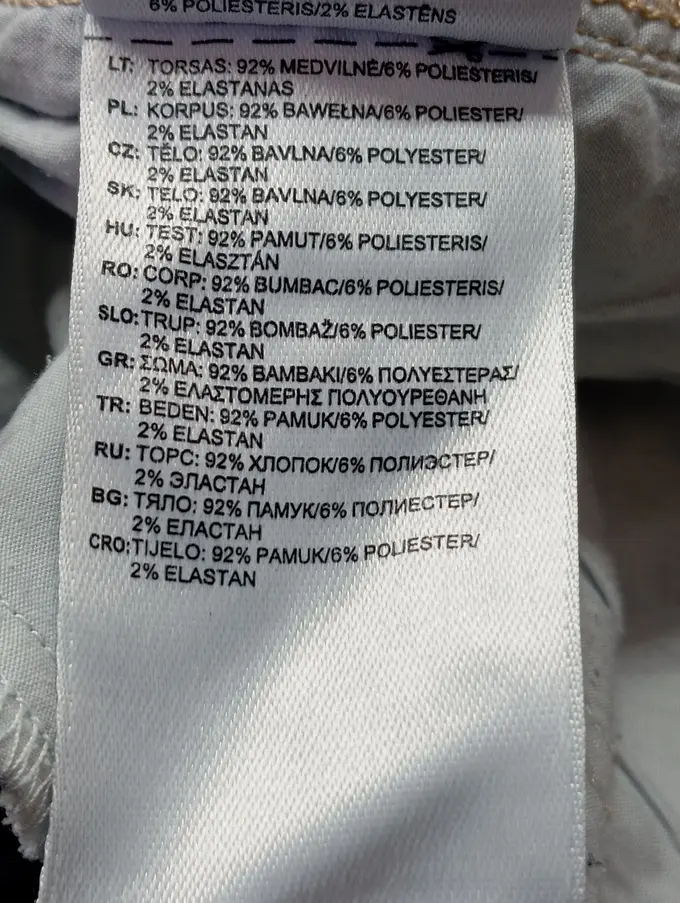 6% POLIESTERIS/2% ELASTĒNS
LT: TORSAS: 92% MEDVILNĖ/6% POLIESTERIS/
2% ELASTANAS
PL: KORPUS: 92% BAWEŁNA/6% POLIESTER/
2% ELASTAN
CZ: TĚLO: 92% BAVLNA/6% POLYESTER/
2% ELASTAN
SK: TELO: 92% BAVLNA/6% POLYESTER/
2% ELASTAN
HU: TEST: 92% PAMUT/6% POLIESTERIS/
2% ELASZTÁN
RO: CORP: 92% BUMBAC/6% POLIESTERIS/
2% ELASTAN
SLO: TRUP: 92% BOMBAŽ/6% POLIESTER/
2% ELASTAN
GR: ΣΩΜΑ: 92% ΒΑΜΒΑΚΙ/6% ΠΟΛΥΕΣΤΕΡΑΣ/
2% ΕΛΑΣΤΟΜΕΡΗΣ ΠΟΛΥΟΥΡΕΘΑΝΗ
TR: BEDEN: 92% PAMUK/6% POLYESTER/
2% ELASTAN
RU: ТОРС: 92% ХЛОПОК/6% ПОЛИЭСТЕР/
2% ЭЛАСТАН
BG: ТЯЛО: 92% ПАМУК/6% ПОЛИЕСТЕР/
2% ЕЛАСТАН
CRO: TIJELO: 92% PAMUK/6% POLIESTER/
2% ELASTAN